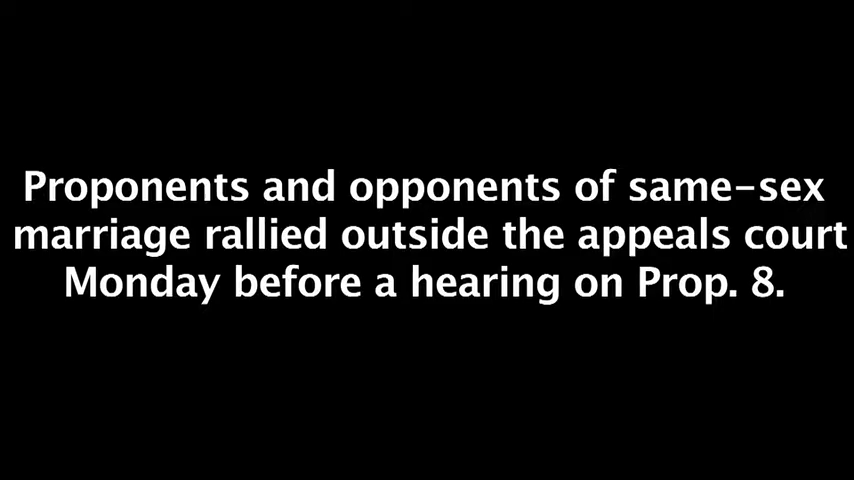 Proponents and opponents of same-sex
marriage rallied outside the appeals court
Monday before a hearing on Prop. 8.